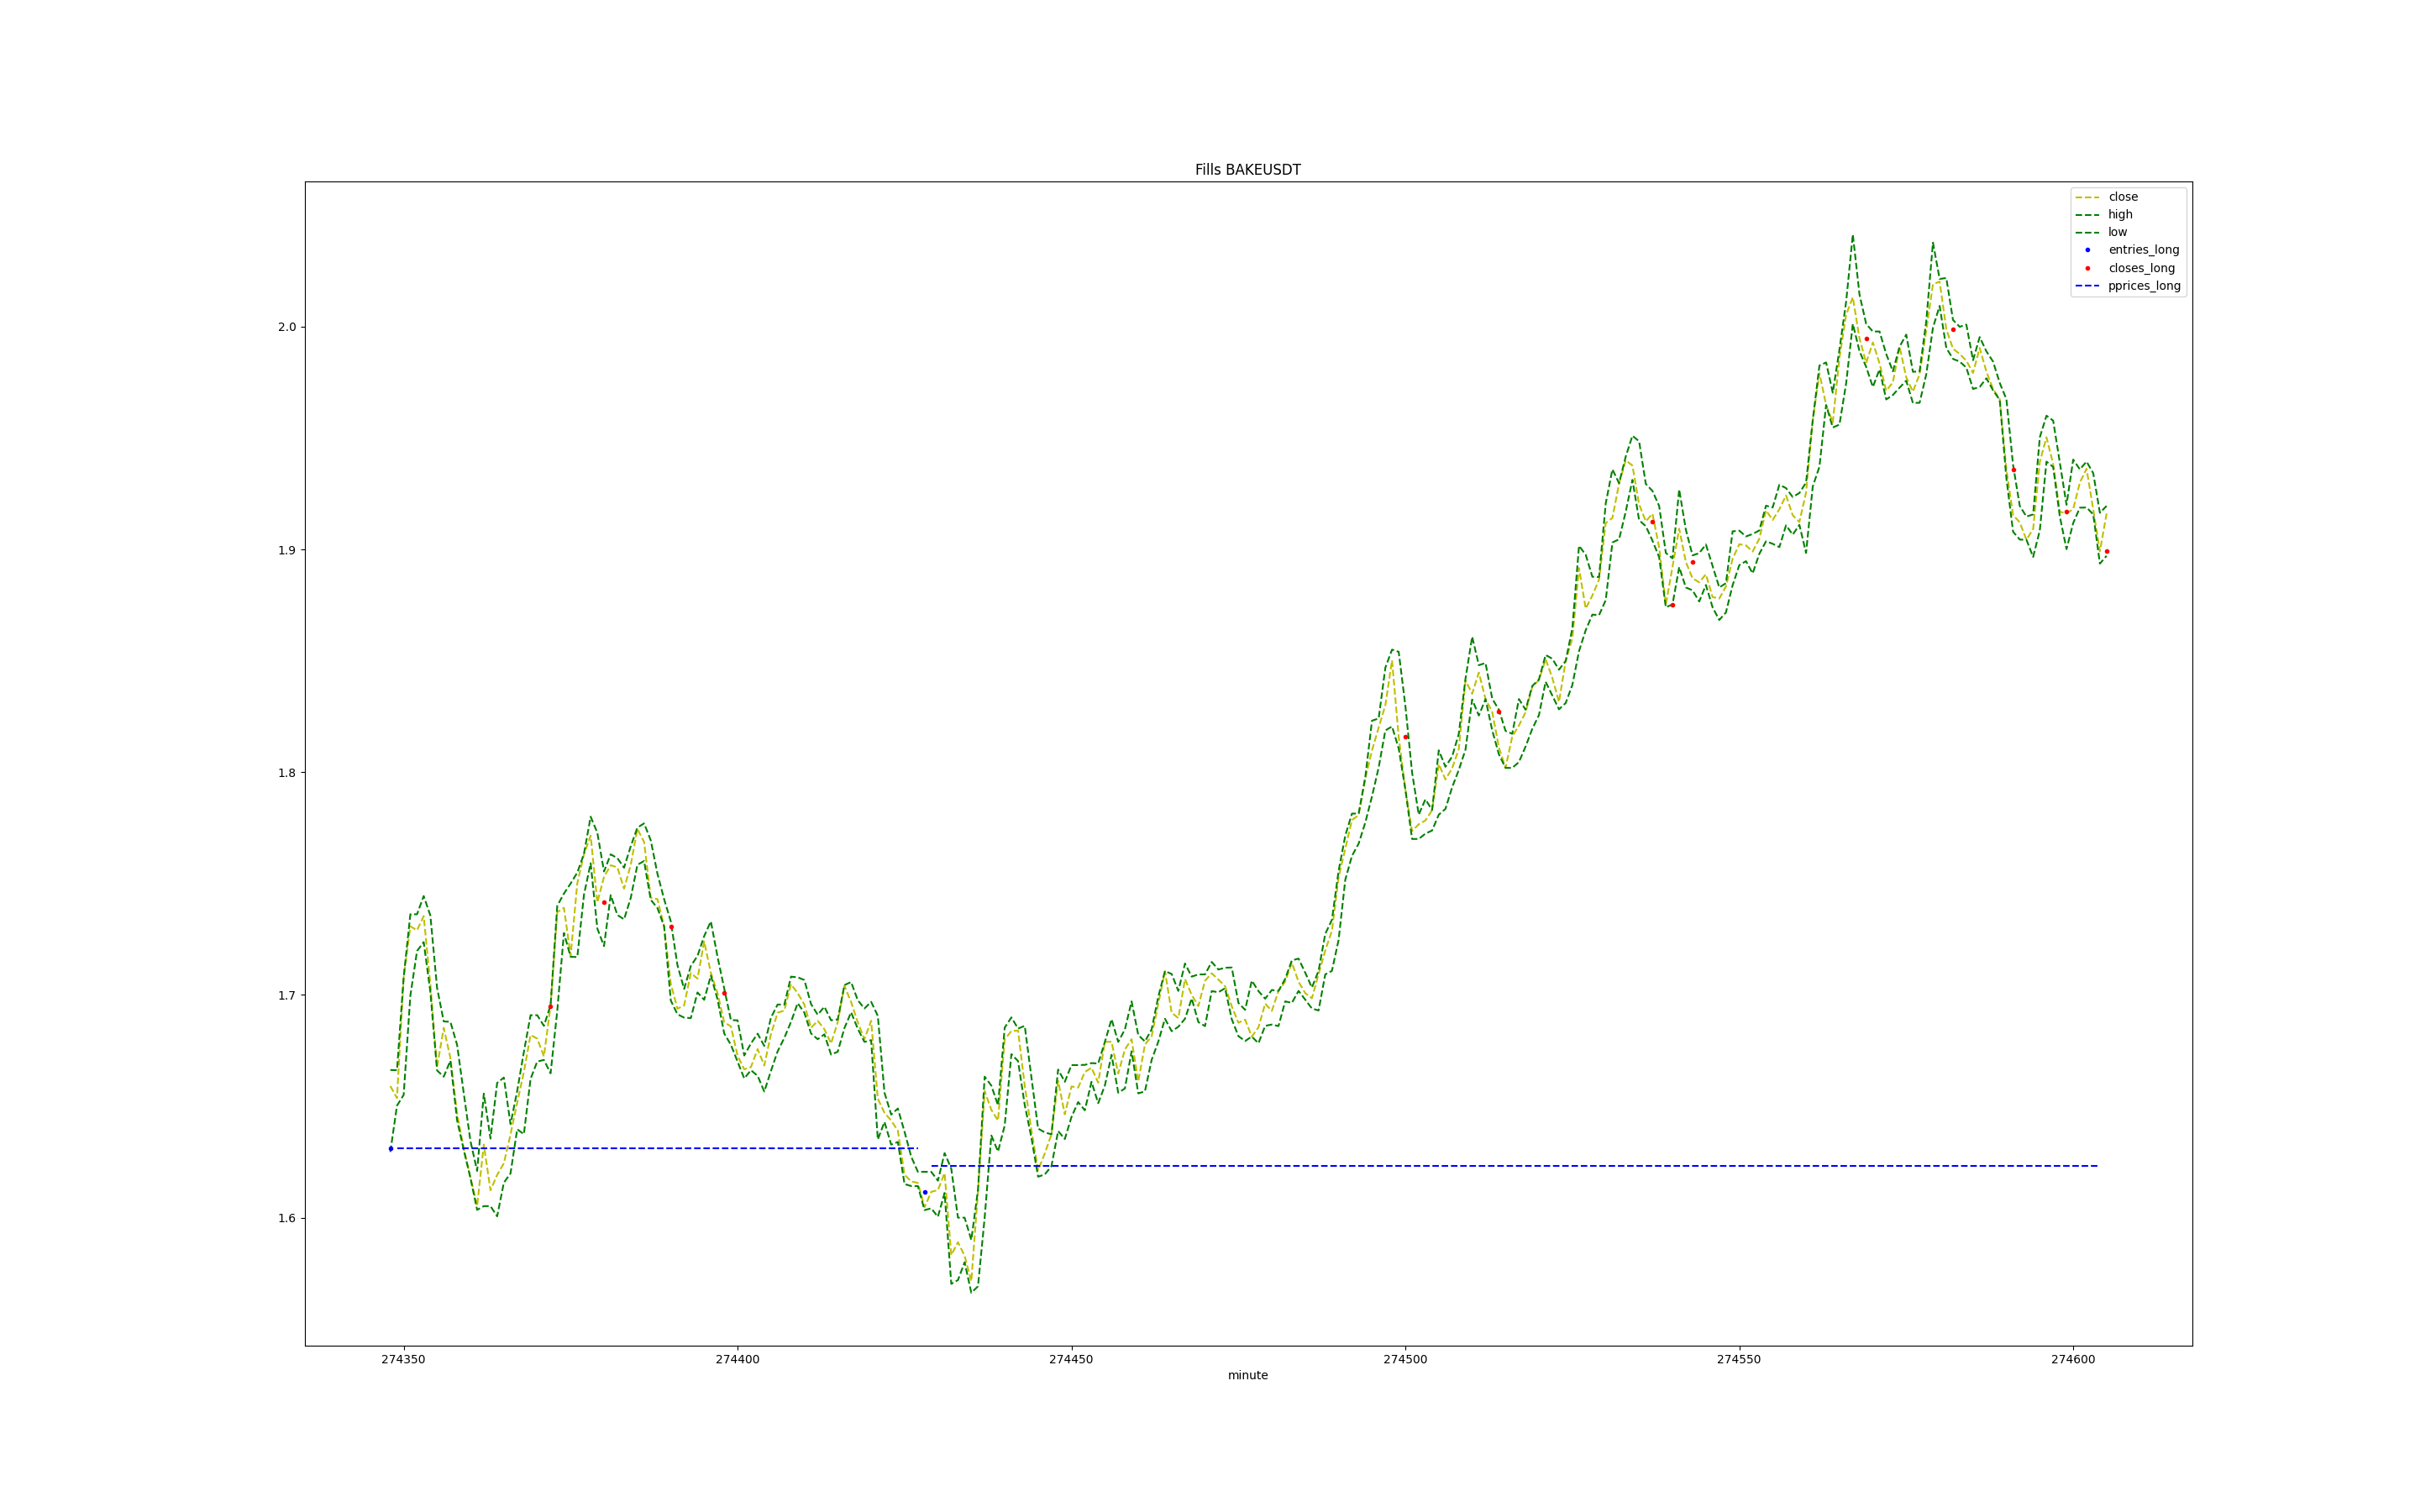 Fills BAKEUSDT
close
high
low
entries_long
closes_long
pprices_long
2.0
1.9
1.8
1.7
1.6
274350 274400 274450 274500 274550 274600
minute